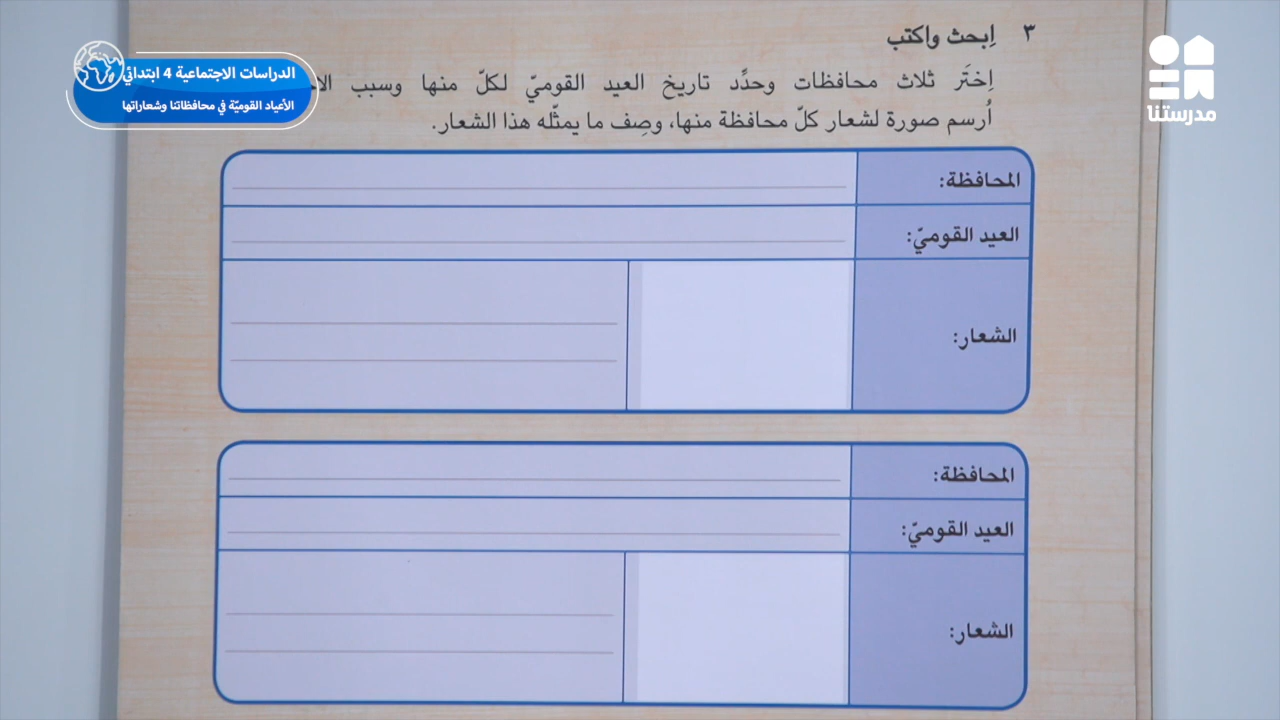 الدراسات الاجتماعية 4 ابتدائي
الأعياد القوميّة في محافظاتنا وشعاراتها
مدرستنا
٣ اِبحث واكتب
اِختَر ثلاث محافظات وحدِّد تاريخ العيد القوميّ لكلّ منها وسبب
اُرسم صورة لشعار كلّ محافظة منها، وصِف ما يمثّله هذا الشعار.
المحافظة:
العيد القوميّ:
الشعار:
المحافظة:
العيد القوميّ:
الشعار: